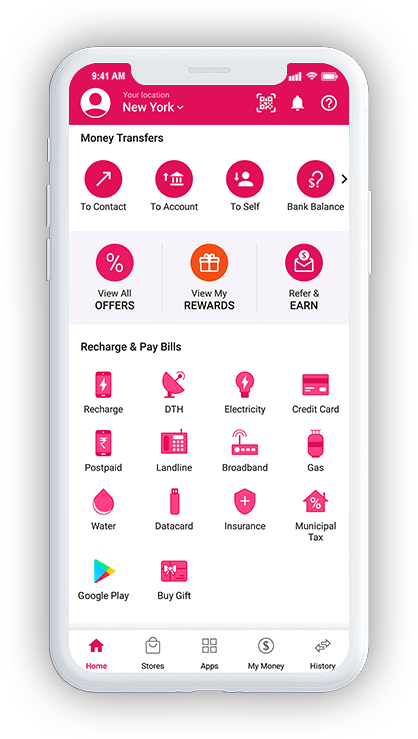 9:41 AM
Your location
New York
Money Transfers
To Contact To Account To Self Bank Balance
View All View My Refer &
OFFERS REWARDS EARN
Recharge & Pay Bills
Recharge DTH Electricity Credit Card
Postpaid Landline Broadband Gas
Water Datacard Insurance Municipal
Tax
Google Play Buy Gift
Home Stores Apps My Money History